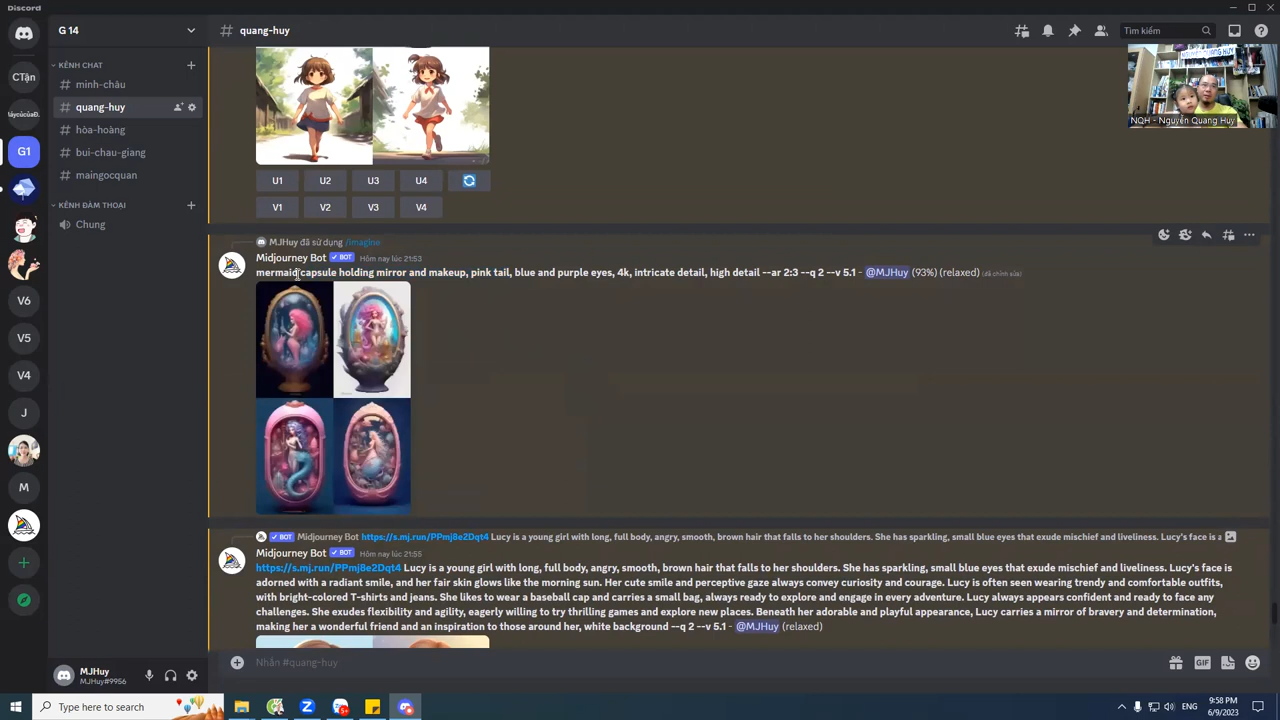 Discord
G 14
quang-huy
Tìm kiếm
CTận
KÊNH CHAT
minh-châu
quang-huy
hòa-hoàng
bui-chau-giang
maingocquan
KÊNH ĐÀM THOẠI
Chung
G1
V6
V5
V4
J
M
NQH - Nguyễn Quang Huy
U1 U2 U3 U4
V1 V2 V3 V4
MJHuy đã sử dụng /imagine
Midjourney Bot BOT Hôm nay lúc 21:53
mermaid capsule holding mirror and makeup, pink tail, blue and purple eyes, 4k, intricate detail, high detail --ar 2:3 --q 2 --v 5.1 - @MJHuy (93%) (relaxed) (đã chỉnh sửa)
BOT Midjourney Bot https://s.mj.run/PPmj8e2Dqt4 Lucy is a young girl with long, full body, angry, smooth, brown hair that falls to her shoulders. She has sparkling, small blue eyes that exude mischief and liveliness. Lucy's face is a
Midjourney Bot BOT Hôm nay lúc 21:55
https://s.mj.run/PPmj8e2Dqt4 Lucy is a young girl with long, full body, angry, smooth, brown hair that falls to her shoulders. She has sparkling, small blue eyes that exude mischief and liveliness. Lucy's face is
adorned with a radiant smile, and her fair skin glows like the morning sun. Her cute smile and perceptive gaze always convey curiosity and courage. Lucy is often seen wearing trendy and comfortable outfits,
with bright-colored T-shirts and jeans. She likes to wear a baseball cap and carries a small bag, always ready to explore and engage in every adventure. Lucy always appears confident and ready to face any
challenges. She exudes flexibility and agility, eagerly willing to try thrilling games and explore new places. Beneath her adorable and playful appearance, Lucy carries a mirror of bravery and determination,
making her a wonderful friend and an inspiration to those around her, white background --q 2 --v 5.1 - @MJHuy (relaxed)
Nhắn #quang-huy
GIF
MJHuy
MJHuy#9956
Type here to search
5+
ENG
9:58 PM
6/9/2023